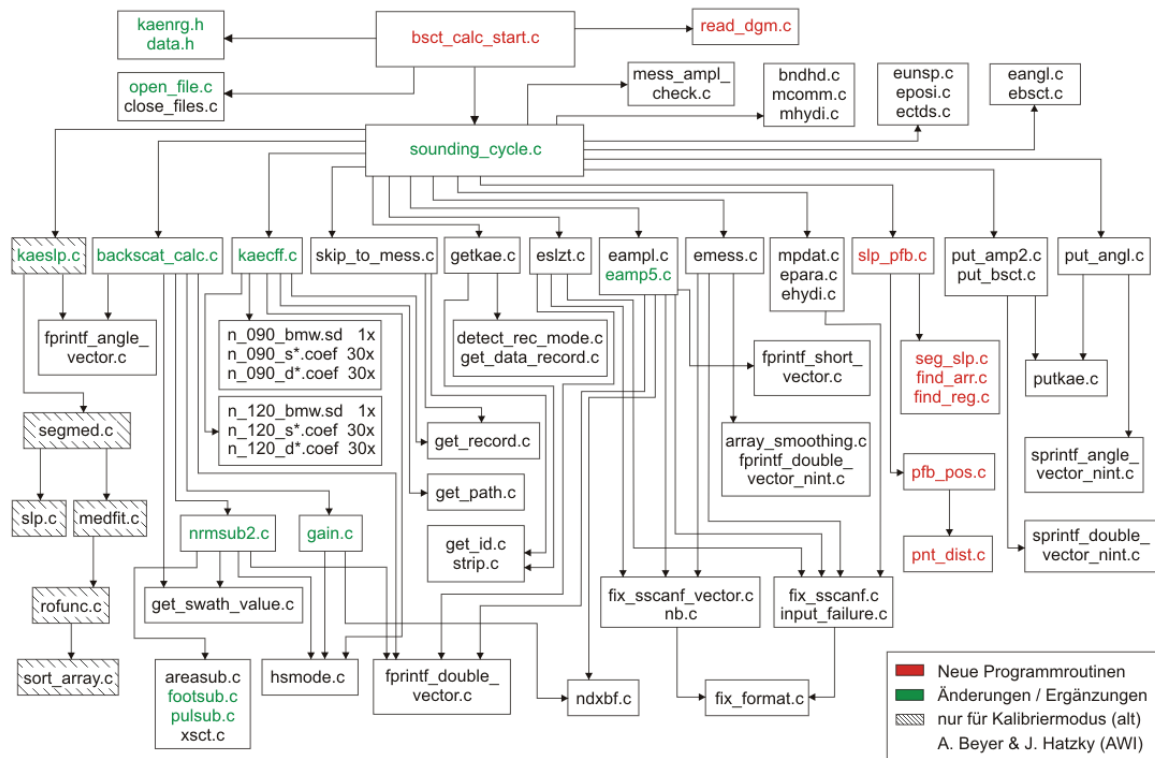 kaenrg.h
data.h
bsct_calc_start.c
read_dgm.c
open_file.c
close_files.c
mess_ampl_
check.c
bndhd.c
mcomm.c
mhydi.c
eunsp.c
eposi.c
ectds.c
eangl.c
ebsct.c
sounding_cycle.c
kaeslp.c
backscat_calc.c
kaecff.c
skip_to_mess.c
getkae.c
eslzt.c
eampl.c
eamp5.c
emess.c
mpdat.c
epara.c
ehydi.c
slp_pfb.c
put_amp2.c
put_bsct.c
put_angl.c
fprintf_angle_
vector.c
n_090_bmw.sd 1x
n_090_s*.coef 30x
n_090_d*.coef 30x
detect_rec_mode.c
get_data_record.c
fprintf_short_
vector.c
seg_slp.c
find_arr.c
find_reg.c
putkae.c
n_120_bmw.sd 1x
n_120_s*.coef 30x
n_120_d*.coef 30x
segmed.c
get_record.c
array_smoothing.c
fprintf_double_
vector_nint.c
sprintf_angle_
vector_nint.c
pfb_pos.c
get_path.c
slp.c
medfit.c
nrmsub2.c
gain.c
get_id.c
strip.c
pnt_dist.c
sprintf_double_
vector_nint.c
rofunc.c
get_swath_value.c
fix_sscanf_vector.c
nb.c
fix_sscanf.c
input_failure.c
sort_array.c
areasub.c
footsub.c
pulsub.c
xsct.c
hsmode.c
fprintf_double_
vector.c
ndxbf.c
fix_format.c
Neue Programmroutinen
Änderungen / Ergänzungen
nur für Kalibriermodus (alt)
A. Beyer & J. Hatzky (AWI)